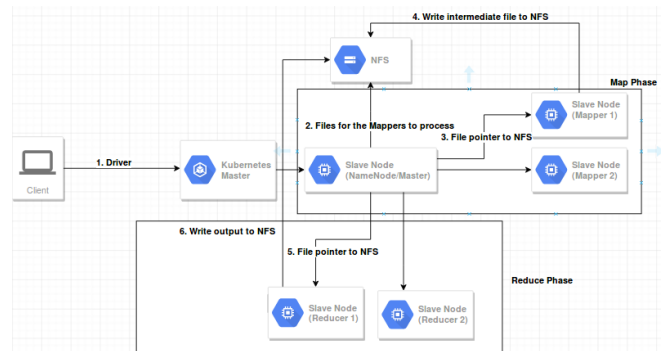 4. Write intermediate file to NFS
NFS
Map Phase
2. Files for the Mappers to process
Slave Node
(Mapper 1)
3. File pointer to NFS
1. Driver
Client
Kubernetes
Master
Slave Node
(NameNode/Master)
Slave Node
(Mapper 2)
6. Write output to NFS
5. File pointer to NFS
Reduce Phase
Slave Node
(Reducer 1)
Slave Node
(Reducer 2)